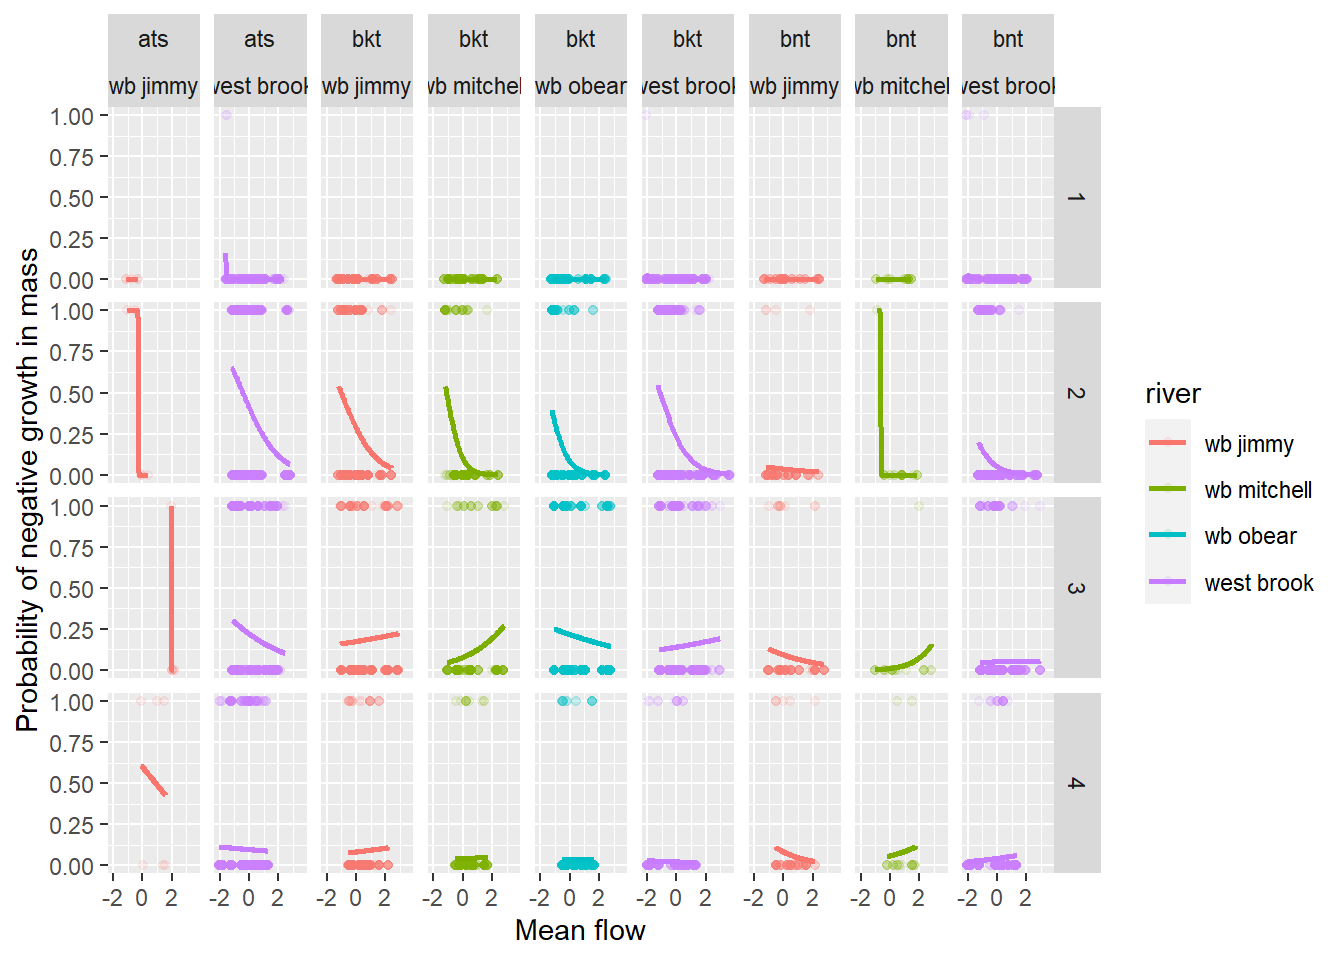 ats ats bkt bkt bkt bkt bnt bnt bnt
wb jimmy west brook wb jimmy wb mitchell wb obear west brook wb jimmy wb mitchell west brook
1.00
0.75
0.50
0.25
0.00
1
1.00
0.75
0.50
0.25
0.00
2
1.00
0.75
0.50
0.25
0.00
3
1.00
0.75
0.50
0.25
0.00
4
-2 0 2 -2 0 2 -2 0 2 -2 0 2 -2 0 2 -2 0 2 -2 0 2 -2 0 2 -2 0 2
Mean flow
Probability of negative growth in mass
river
wb jimmy
wb mitchell
wb obear
west brook